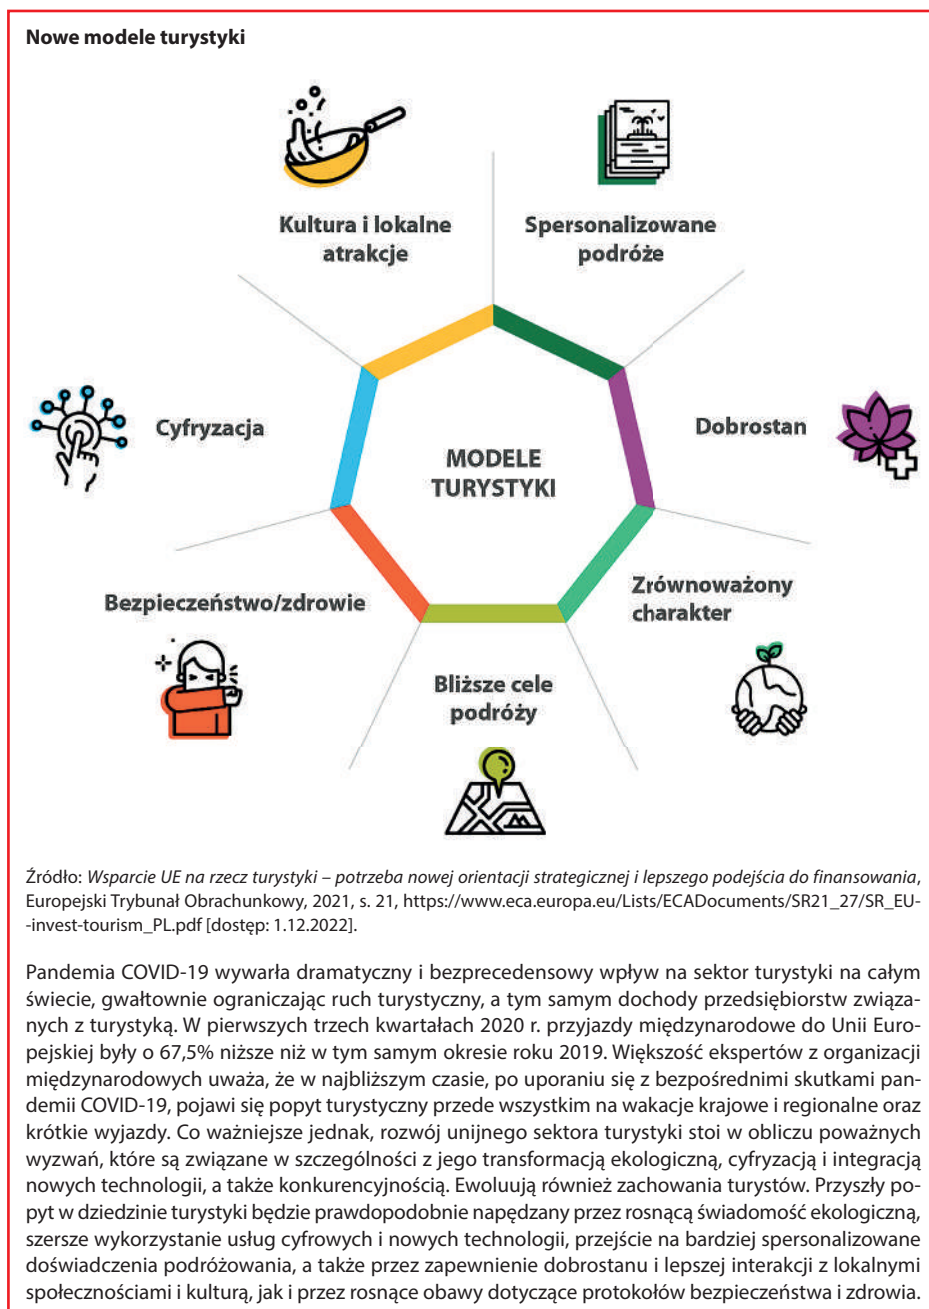 Nowe modele turystyki
Kultura i lokalne
atrakcje
Spersonalizowane
podróże
Cyfryzacja
Dobrostan
MODELE
TURYSTYKI
Bezpieczeństwo/zdrowie
Zrównoważony
charakter
Bliższe cele
podróży
Źródło: Wsparcie UE na rzecz turystyki – potrzeba nowej orientacji strategicznej i lepszego podejścia do finansowania,
Europejski Trybunał Obrachunkowy, 2021, s. 21, https://www.eca.europa.eu/Lists/ECADocuments/SR21_27/SR_EU-
-invest-tourism_PL.pdf [dostęp: 1.12.2022].
Pandemia COVID-19 wywarła dramatyczny i bezprecedensowy wpływ na sektor turystyki na całym
świecie, gwałtownie ograniczając ruch turystyczny, a tym samym dochody przedsiębiorstw związa-
nych z turystyką. W pierwszych trzech kwartałach 2020 r. przyjazdy międzynarodowe do Unii Euro-
pejskiej były o 67,5% niższe niż w tym samym okresie roku 2019. Większość ekspertów z organizacji
międzynarodowych uważa, że w najbliższym czasie, po uporaniu się z bezpośrednimi skutkami pan-
demii COVID-19, pojawi się popyt turystyczny przede wszystkim na wakacje krajowe i regionalne oraz
krótkie wyjazdy. Co ważniejsze jednak, rozwój unijnego sektora turystyki stoi w obliczu poważnych
wyzwań, które są związane w szczególności z jego transformacją ekologiczną, cyfryzacją i integracją
nowych technologii, a także konkurencyjnością. Ewoluują również zachowania turystów. Przyszły po-
pyt w dziedzinie turystyki będzie prawdopodobnie napędzany przez rosnącą świadomość ekologiczną,
szersze wykorzystanie usług cyfrowych i nowych technologii, przejście na bardziej spersonalizowane
doświadczenia podróżowania, a także przez zapewnienie dobrostanu i lepszej interakcji z lokalnymi
społecznościami i kulturą, jak i przez rosnące obawy dotyczące protokołów bezpieczeństwa i zdrowia.